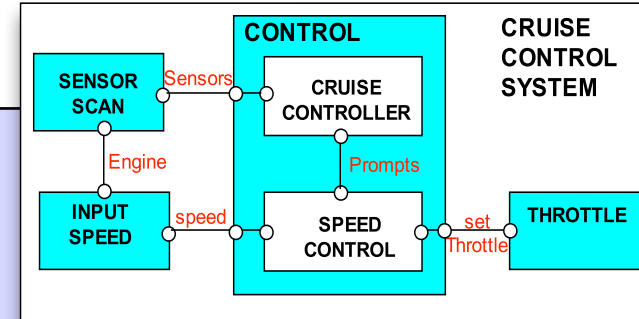 CONTROL
CRUISE
CONTROL
SYSTEM
SENSOR
SCAN
Sensors
CRUISE
CONTROLLER
Engine
Prompts
INPUT
SPEED
speed
SPEED
CONTROL
set
Throttle
THROTTLE